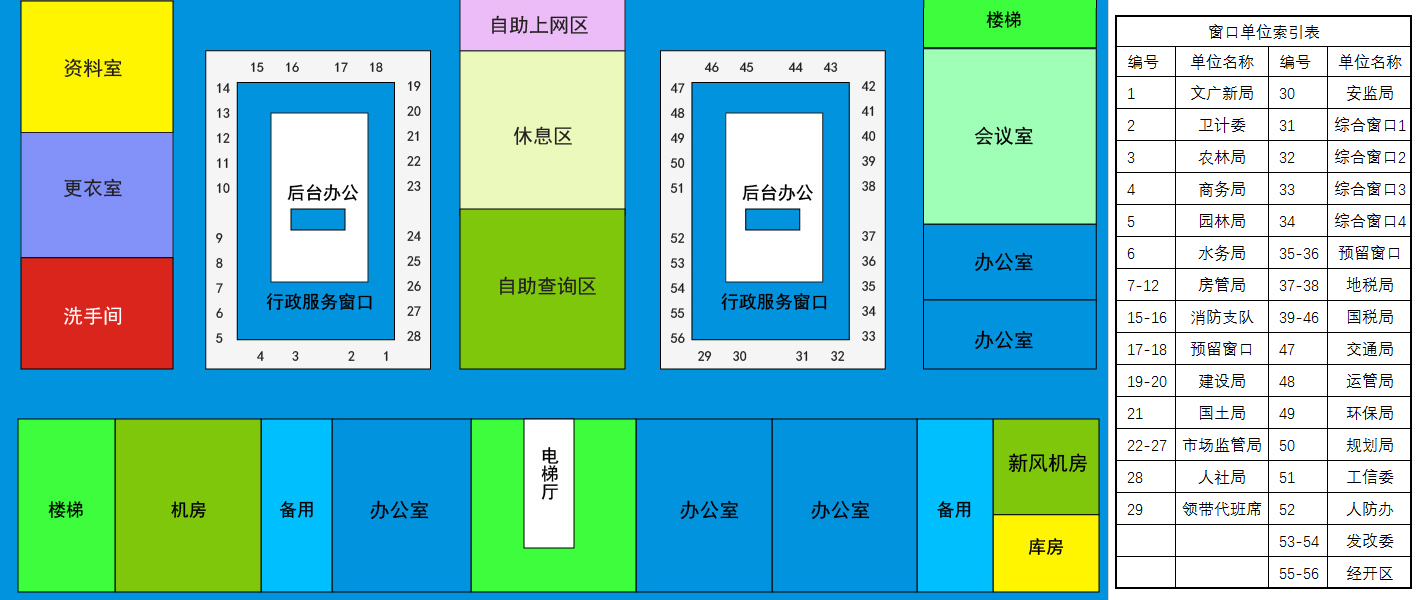 资料室
更衣室
洗手间
15 16 17 18
14
13
12
11
10
9
8
7
6
5
19
20
21
22
23
24
25
26
27
28
4 3 2 1
后台办公
行政服务窗口
自助上网区
休息区
自助查询区
46 45 44 43
47
48
49
50
51
52
53
54
55
56
42
41
40
39
38
37
36
35
34
33
29 30 31 32
后台办公
行政服务窗口
楼梯
会议室
办公室
办公室
楼梯
机房
备用
办公室
电梯厅
办公室
办公室
备用
新风机房
库房
窗口单位索引表
编号 单位名称 编号 单位名称
1 文广新局 30 安监局
2 卫计委 31 综合窗口1
3 农林局 32 综合窗口2
4 商务局 33 综合窗口3
5 园林局 34 综合窗口4
6 水务局 35-36 预留窗口
7-12 房管局 37-38 地税局
15-16 消防支队 39-46 国税局
17-18 预留窗口 47 交通局
19-20 建设局 48 运管局
21 国土局 49 环保局
22-27 市场监管局 50 规划局
28 人社局 51 工信委
29 领带代班席 52 人防办
53-54 发改委
55-56 经开区